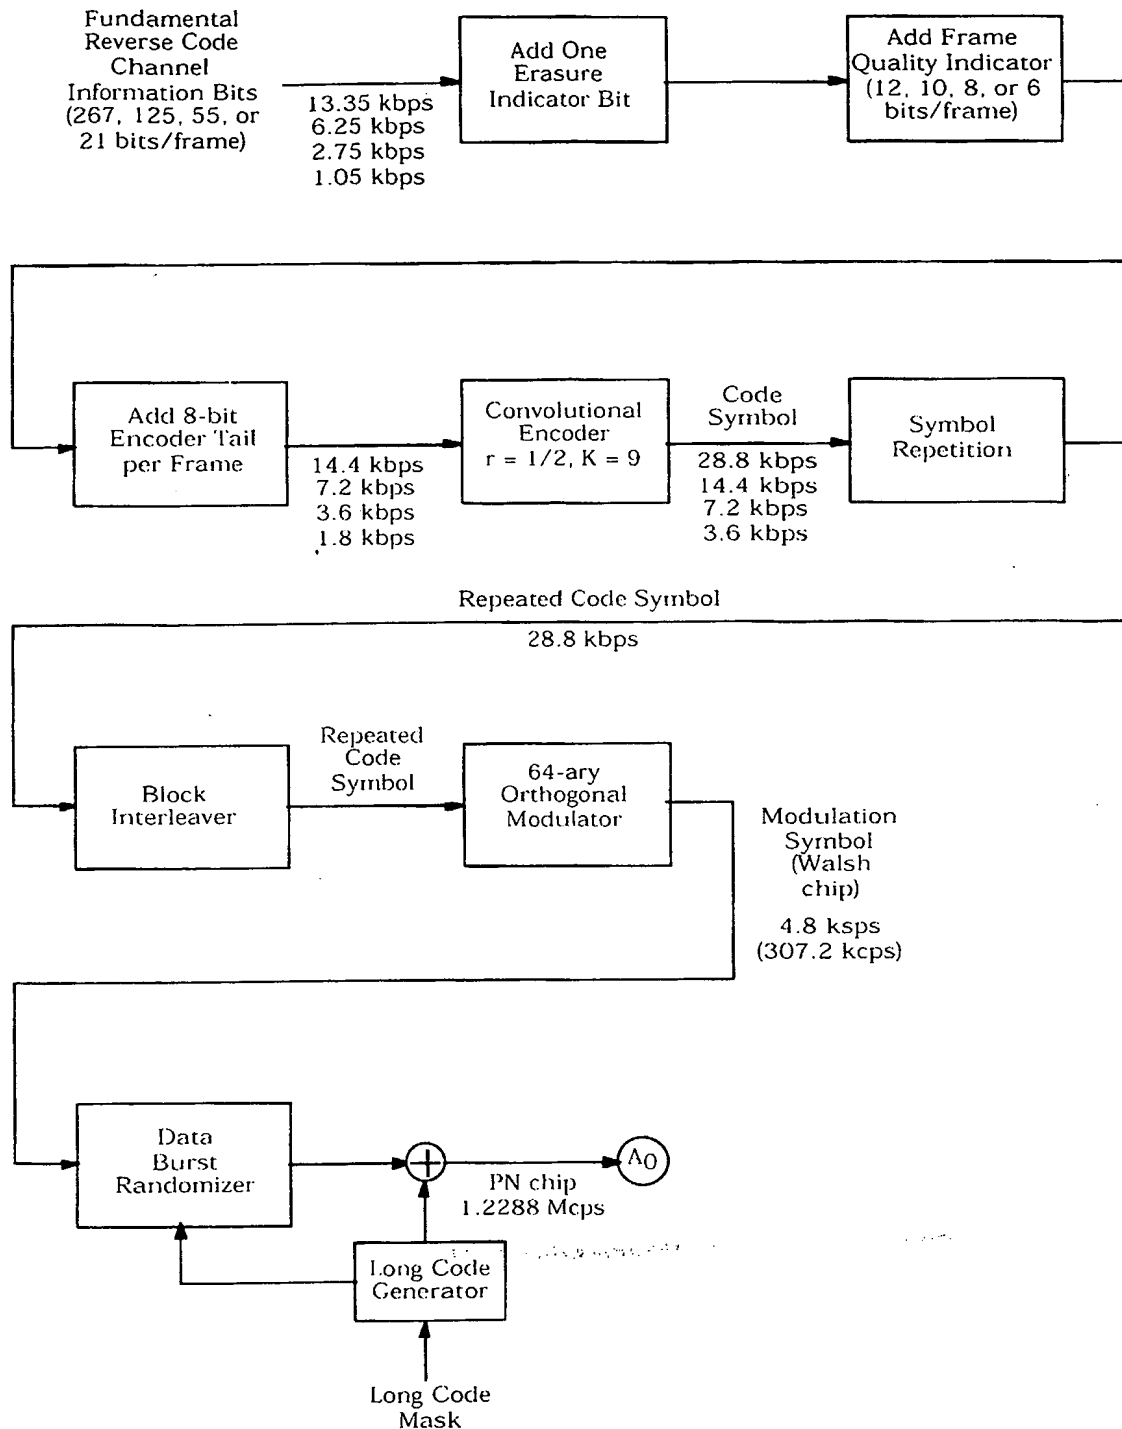 Fundamental
Reverse Code
Channel
Information Bits
(267, 125, 55, or
21 bits/frame)
13.35 kbps
6.25 kbps
2.75 kbps
1.05 kbps
Add One
Erasure
Indicator Bit
Add Frame
Quality Indicator
(12, 10, 8, or 6
bits/frame)
Add 8-bit
Encoder Tail
per Frame
14.4 kbps
7.2 kbps
3.6 kbps
1.8 kbps
Convolutional
Encoder
r = 1/2, K = 9
Code
Symbol
28.8 kbps
14.4 kbps
7.2 kbps
3.6 kbps
Symbol
Repetition
Repeated Code Symbol
28.8 kbps
Block
Interleaver
Repeated
Code
Symbol
64-ary
Orthogonal
Modulator
Modulation
Symbol
(Walsh
chip)
4.8 ksps
(307.2 kcps)
Data
Burst
Randomizer
+
PN chip
1.2288 Mcps
A0
Long Code
Generator
Long Code
Mask